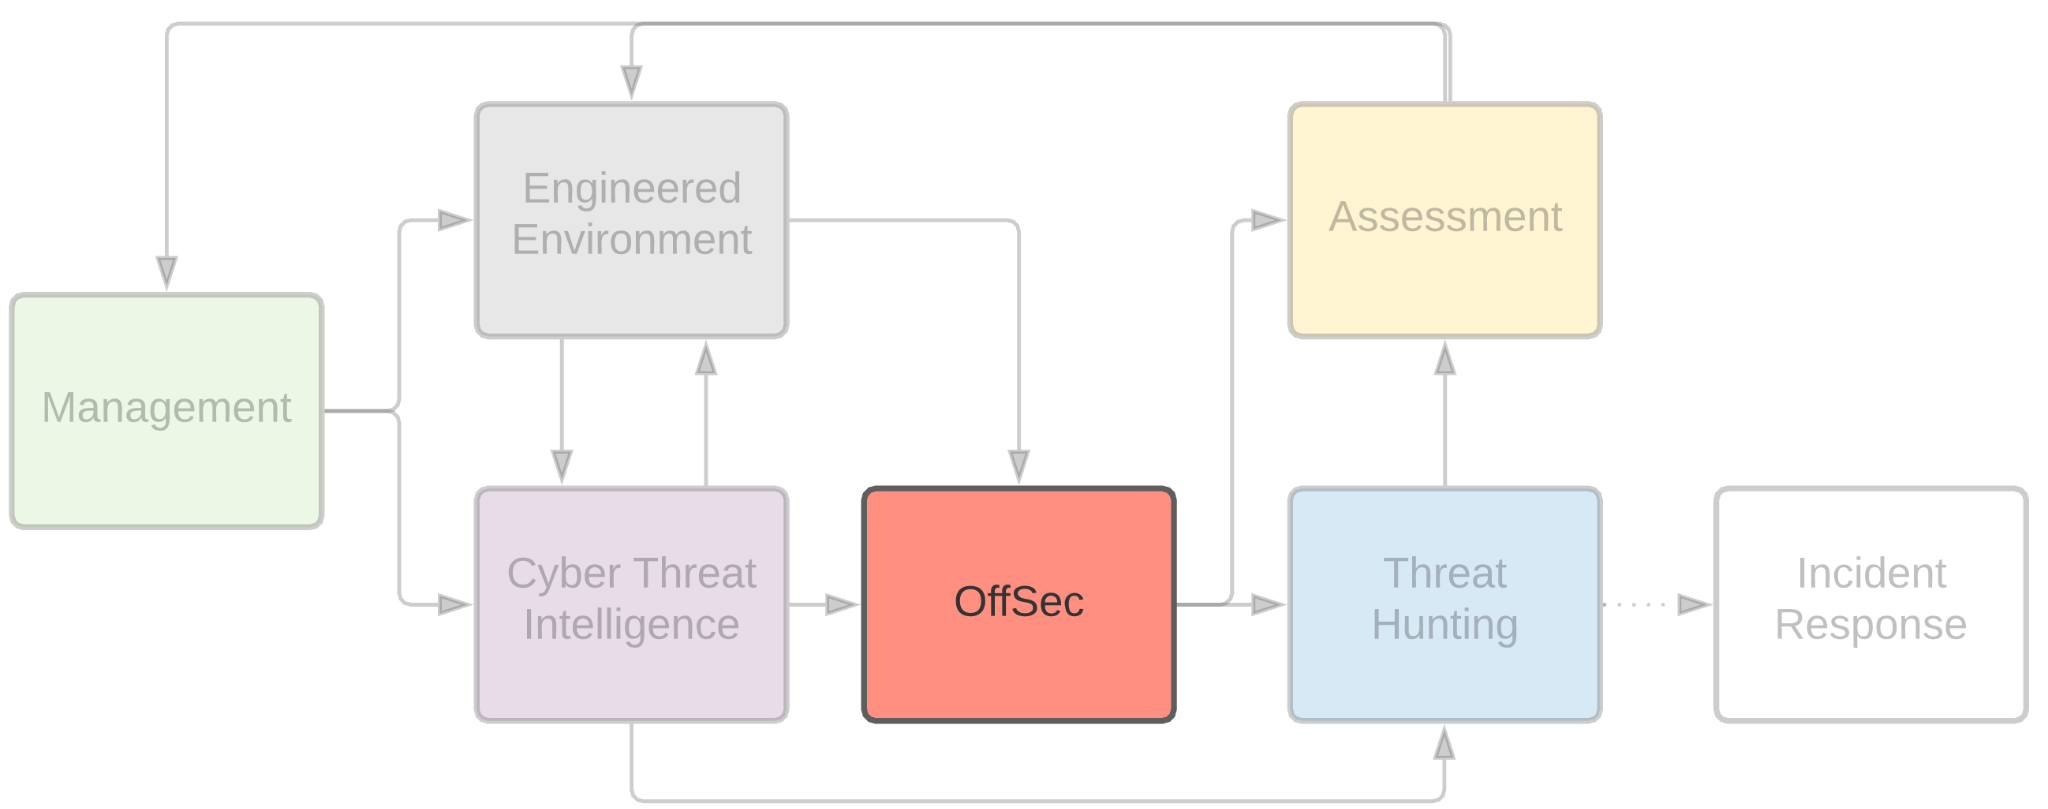 Engineered
Environment
Assessment
Management
Cyber Threat
Intelligence
OffSec
Threat
Hunting
Incident
Response